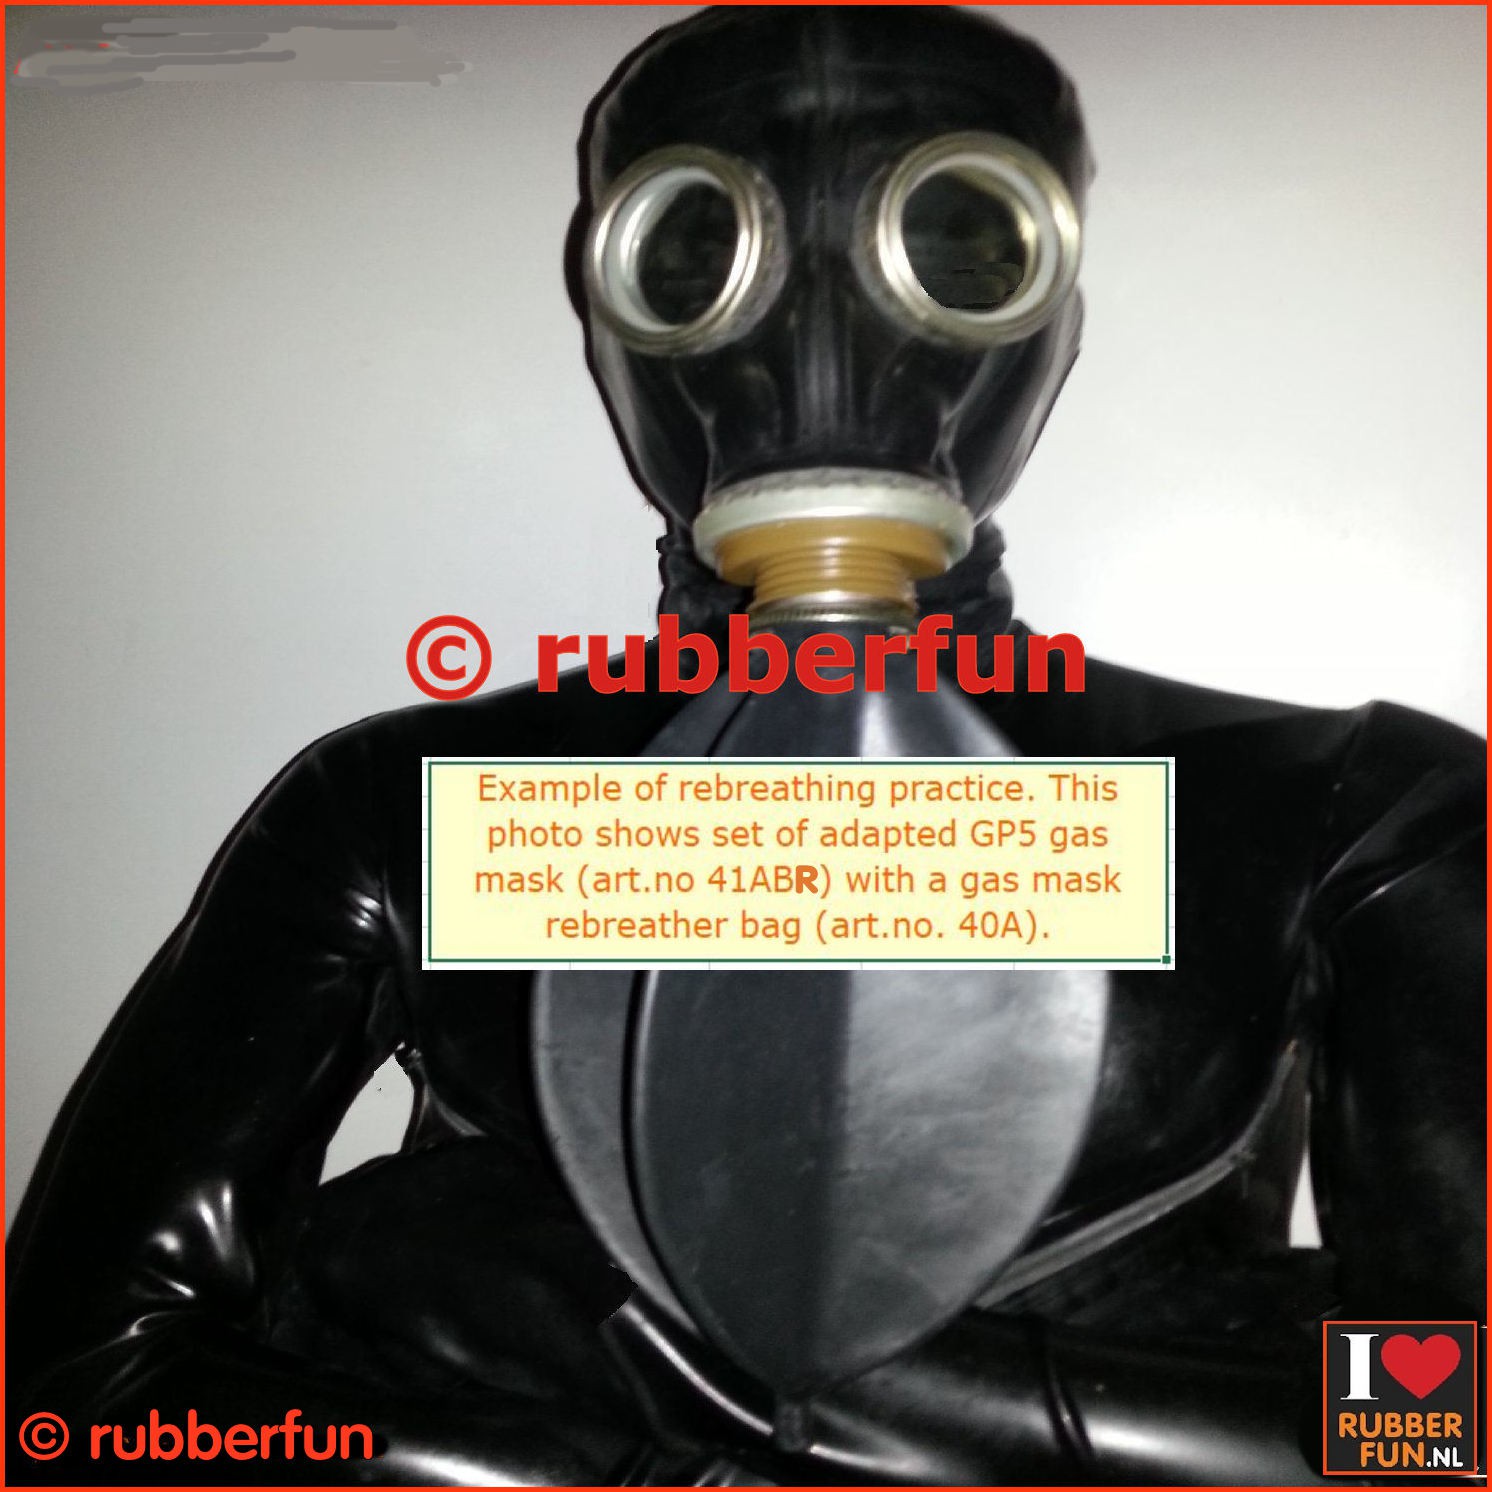 © rubberfun
Example of rebreathing practice. This
photo shows set of adapted GP5 gas
mask (art.no 41ABR) with a gas mask
rebreather bag (art.no. 40A).
© rubberfun
I
RUBBER
FUN.NL